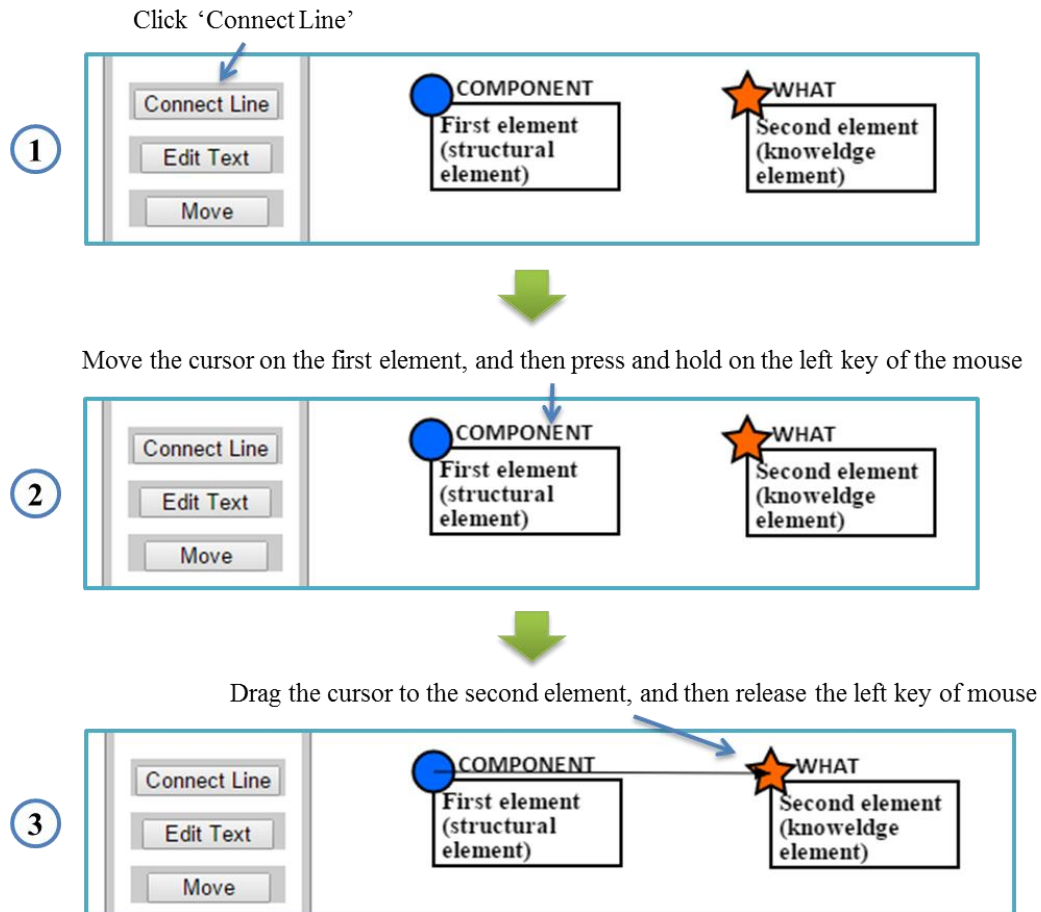 Click ‘Connect Line’
1
Connect Line
Edit Text
Move
COMPONENT
First element
(structural
element)
WHAT
Second element
(knoweldge
element)
Move the cursor on the first element, and then press and hold on the left key of the mouse
2
Connect Line
Edit Text
Move
COMPONENT
First element
(structural
element)
WHAT
Second element
(knoweldge
element)
Drag the cursor to the second element, and then release the left key of mouse
3
Connect Line
Edit Text
Move
COMPONENT
First element
(structural
element)
WHAT
Second element
(knoweldge
element)